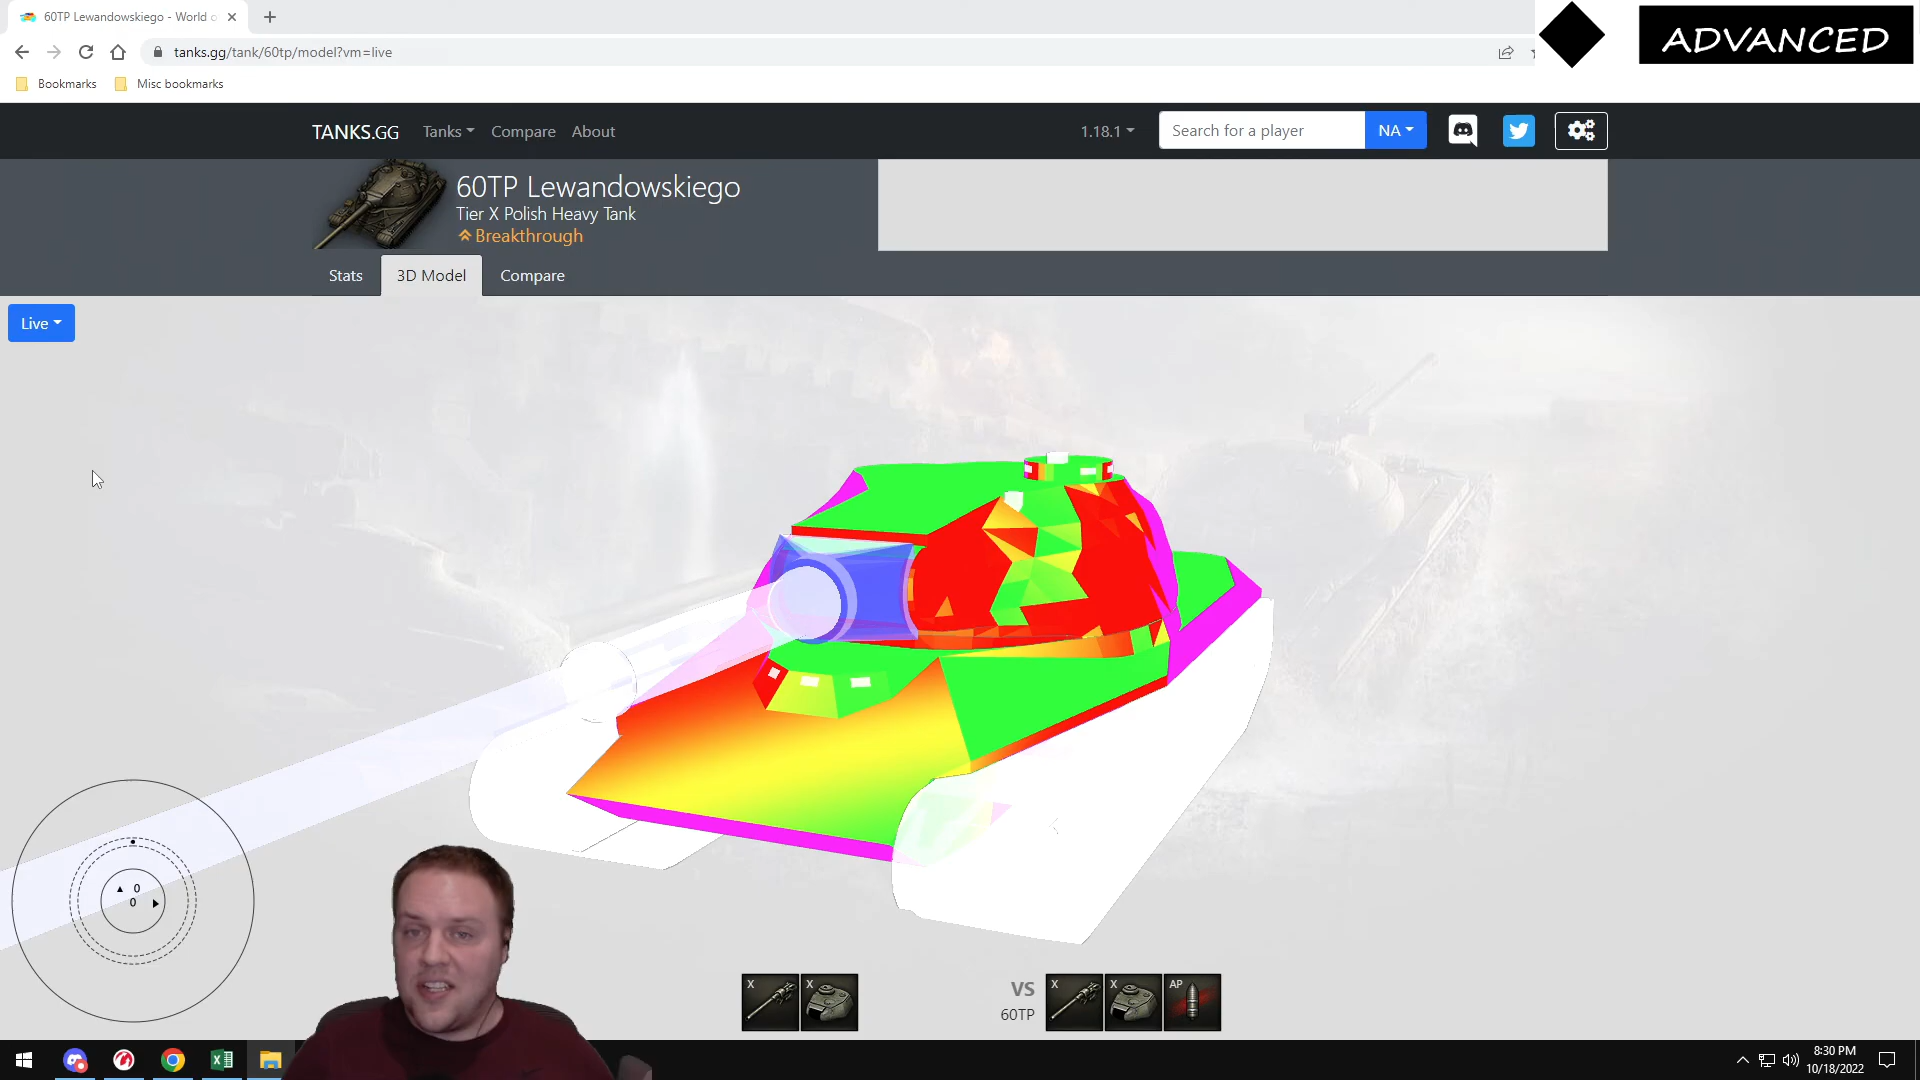 60TP Lewandowskiego - World o
ADVANCED
tanks.gg/tank/60tp/model?vm=live
Bookmarks
Misc bookmarks
TANKS.GG
Tanks
Compare
About
1.18.1
Search for a player
NA
60TP Lewandowskiego
Tier X Polish Heavy Tank
Breakthrough
Stats
3D Model
Compare
Live
0
0
X
X
VS
60TP
X
X
AP
8:30 PM
10/18/2022